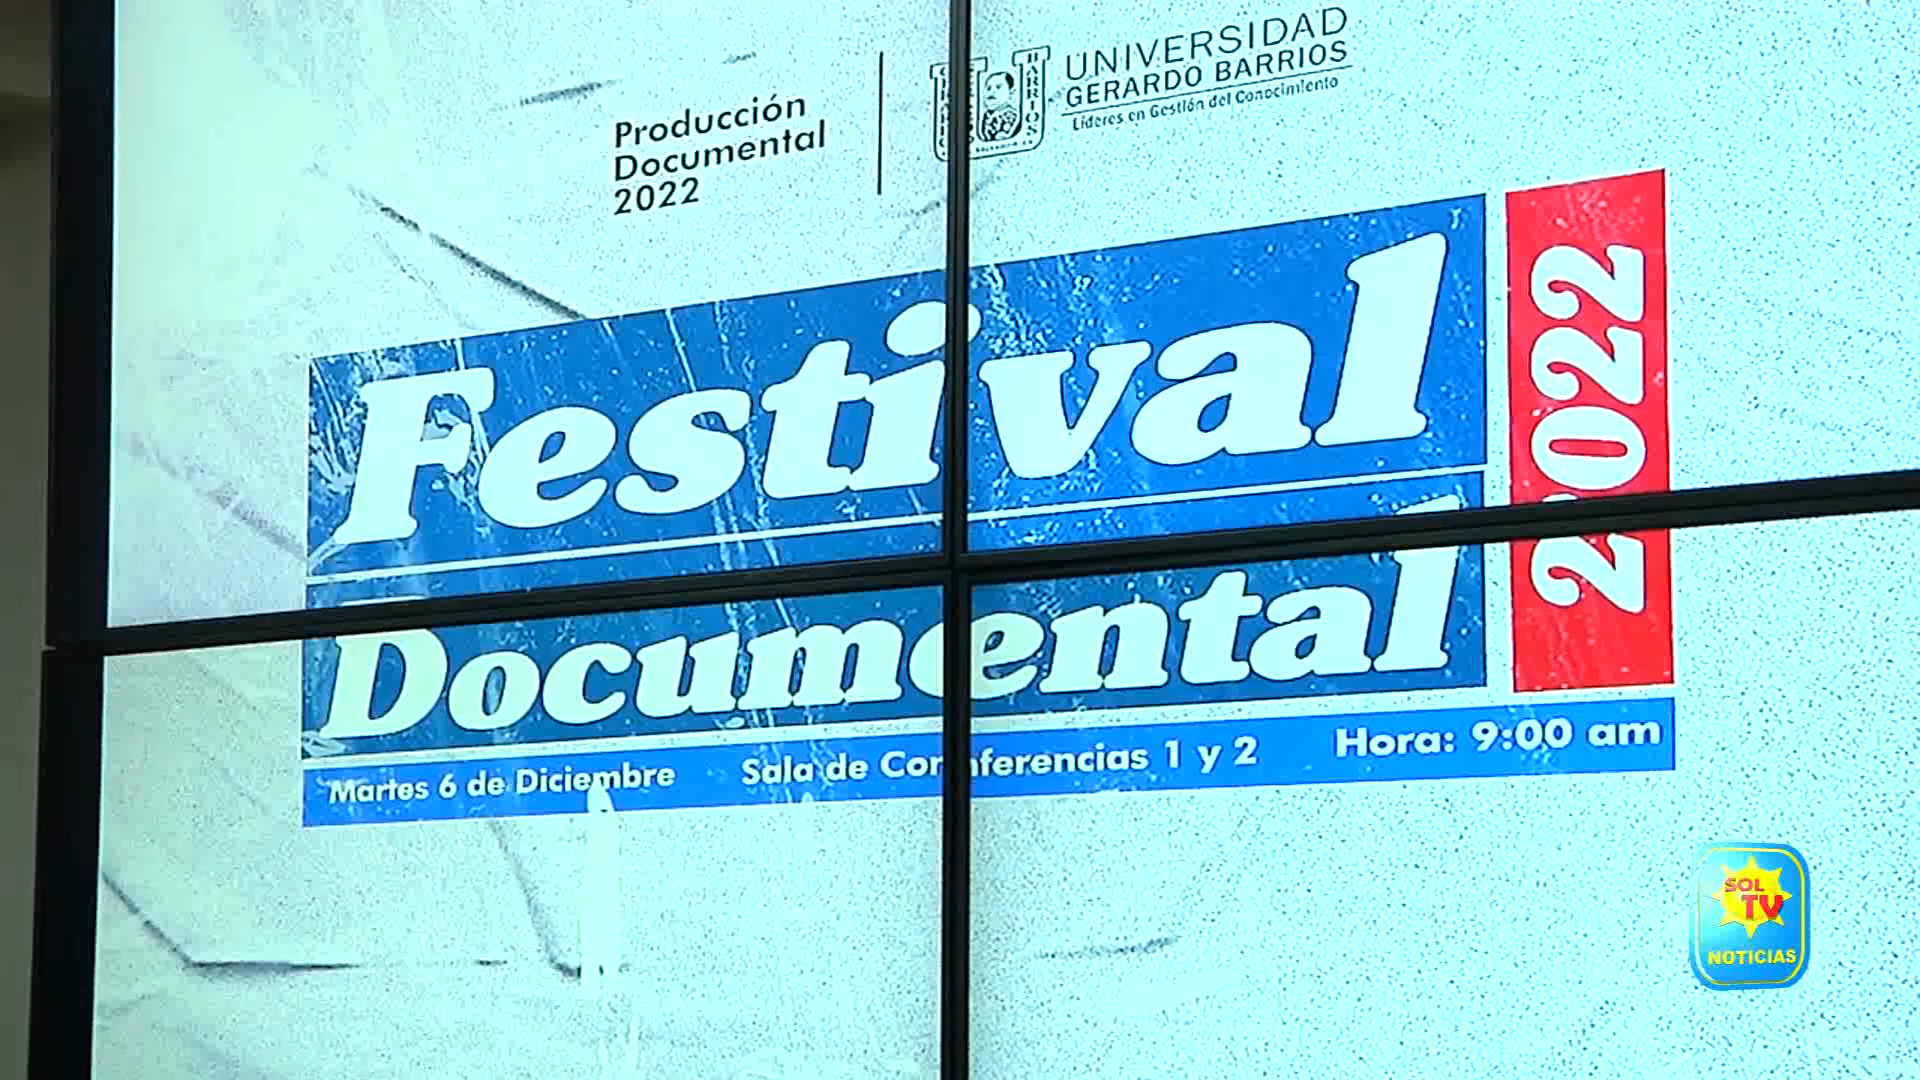 Producción
Documental
2022
UNIVERSIDAD
GERARDO BARRIOS
Líderes en Gestión del Conocimiento
Festival
Documental
2022
Martes 6 de Diciembre Sala de Conferencias 1 y 2 Hora: 9:00 am
SOL
TV
NOTICIAS